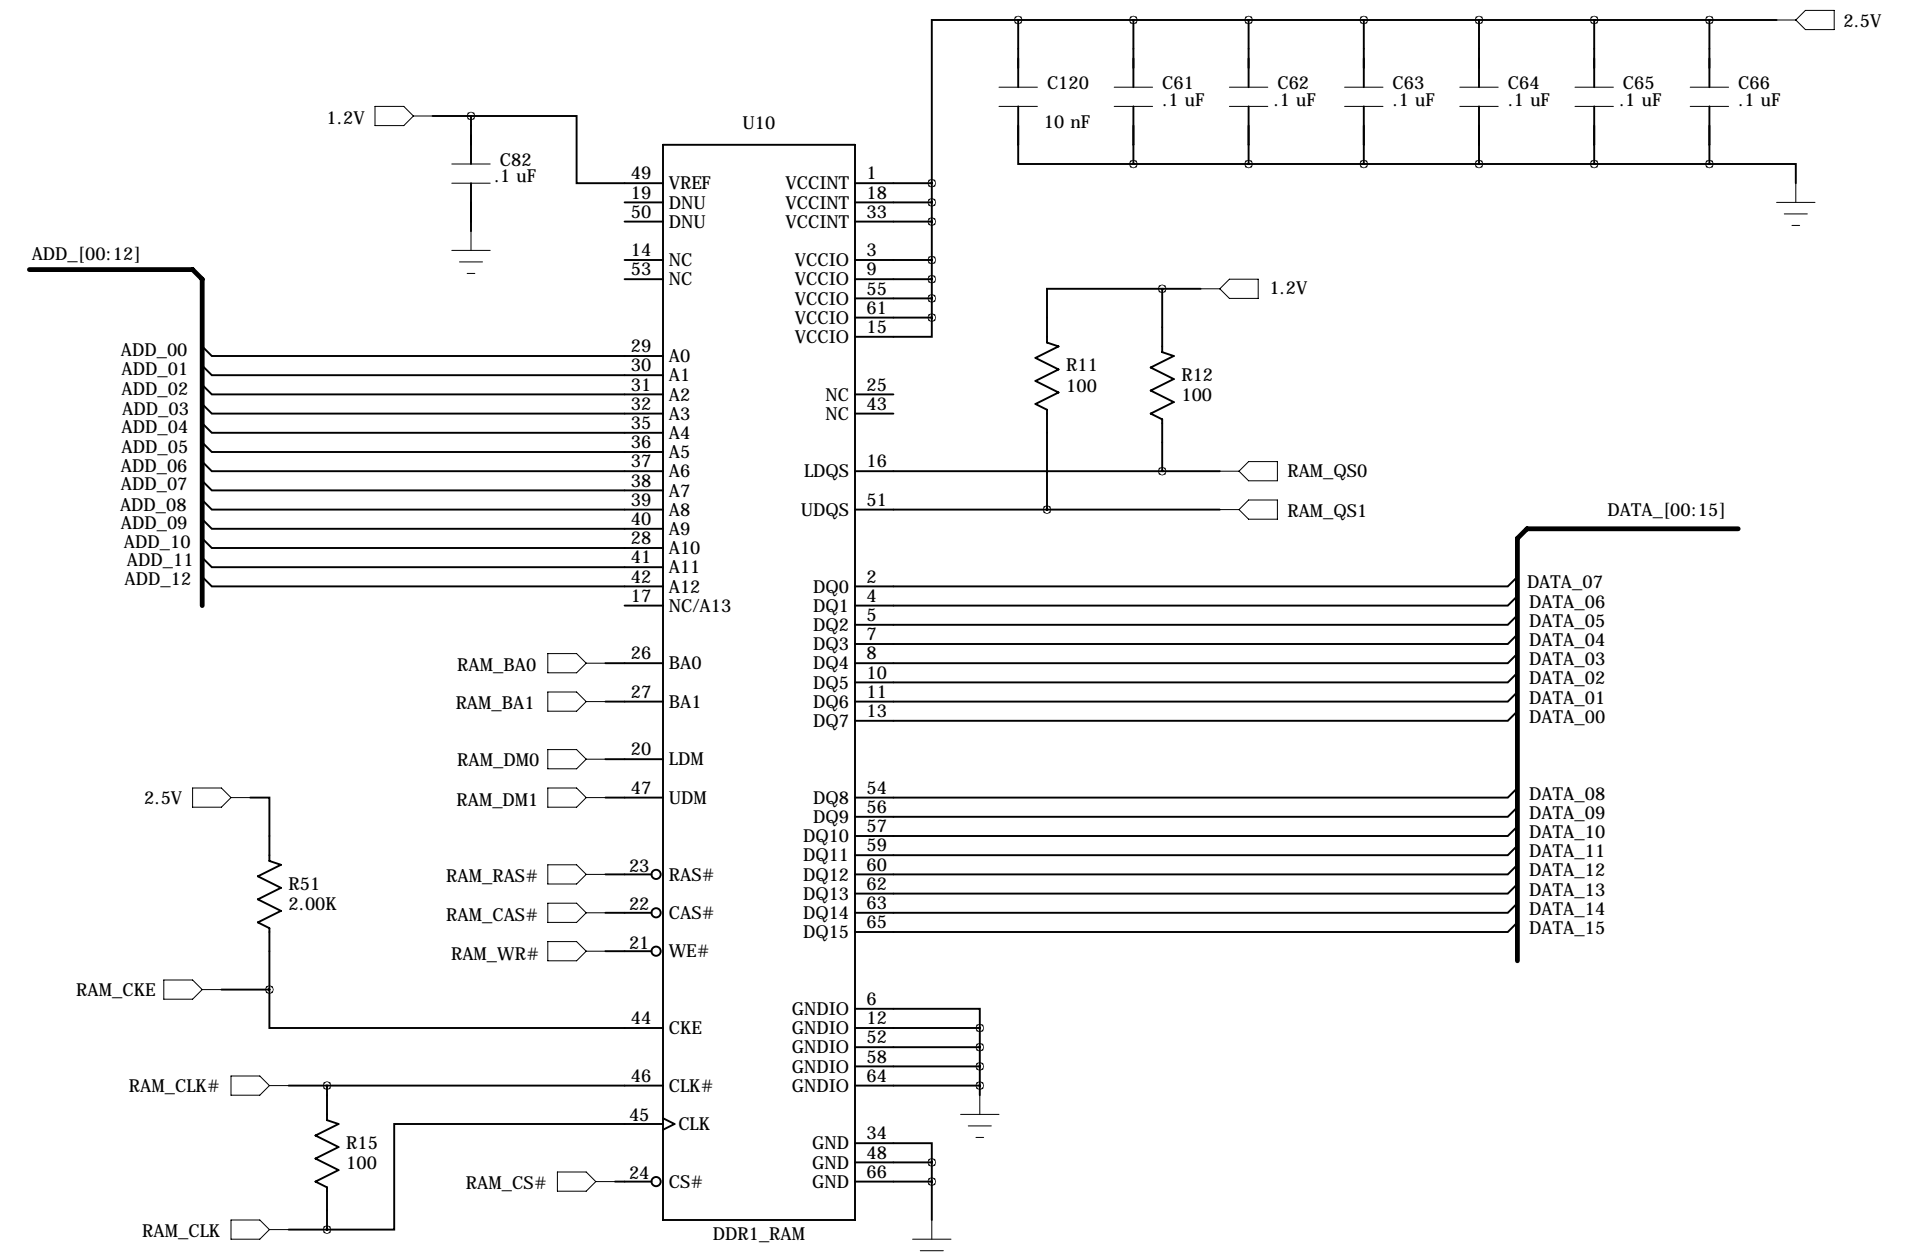 2.5V
C120
10 nF
C61
.1 uF
C62
.1 uF
C63
.1 uF
C64
.1 uF
C65
.1 uF
C66
.1 uF
1.2V
C82
.1 uF
U10
49 VREF
19 DNU
50 DNU
14 NC
53 NC
ADD_[00:12]
ADD_00 29 A0
ADD_01 30 A1
ADD_02 31 A2
ADD_03 32 A3
ADD_04 35 A4
ADD_05 36 A5
ADD_06 37 A6
ADD_07 38 A7
ADD_08 39 A8
ADD_09 40 A9
ADD_10 28 A10
ADD_11 41 A11
ADD_12 42 A12
17 NC/A13
RAM_BA0 26 BA0
RAM_BA1 27 BA1
RAM_DM0 20 LDM
RAM_DM1 47 UDM
2.5V
R51
2.00K
RAM_RAS# 23 RAS#
RAM_CAS# 22 CAS#
RAM_WR# 21 WE#
RAM_CKE 44 CKE
RAM_CLK# 46 CLK#
45 CLK
R15
100
RAM_CS# 24 CS#
RAM_CLK
DDR1_RAM
VCCINT 1
VCCINT 18
VCCINT 33
VCCIO 3
VCCIO 9
VCCIO 55
VCCIO 61
VCCIO 15
1.2V
R11
100
R12
100
NC 25
NC 43
LDQS 16 RAM_QS0
UDQS 51 RAM_QS1
DATA_[00:15]
DQ0 2 DATA_07
DQ1 4 DATA_06
DQ2 5 DATA_05
DQ3 7 DATA_04
DQ4 8 DATA_03
DQ5 10 DATA_02
DQ6 11 DATA_01
DQ7 13 DATA_00
DQ8 54 DATA_08
DQ9 56 DATA_09
DQ10 57 DATA_10
DQ11 59 DATA_11
DQ12 60 DATA_12
DQ13 62 DATA_13
DQ14 63 DATA_14
DQ15 65 DATA_15
GNDIO 6
GNDIO 12
GNDIO 52
GNDIO 58
GNDIO 64
GND 34
GND 48
GND 66